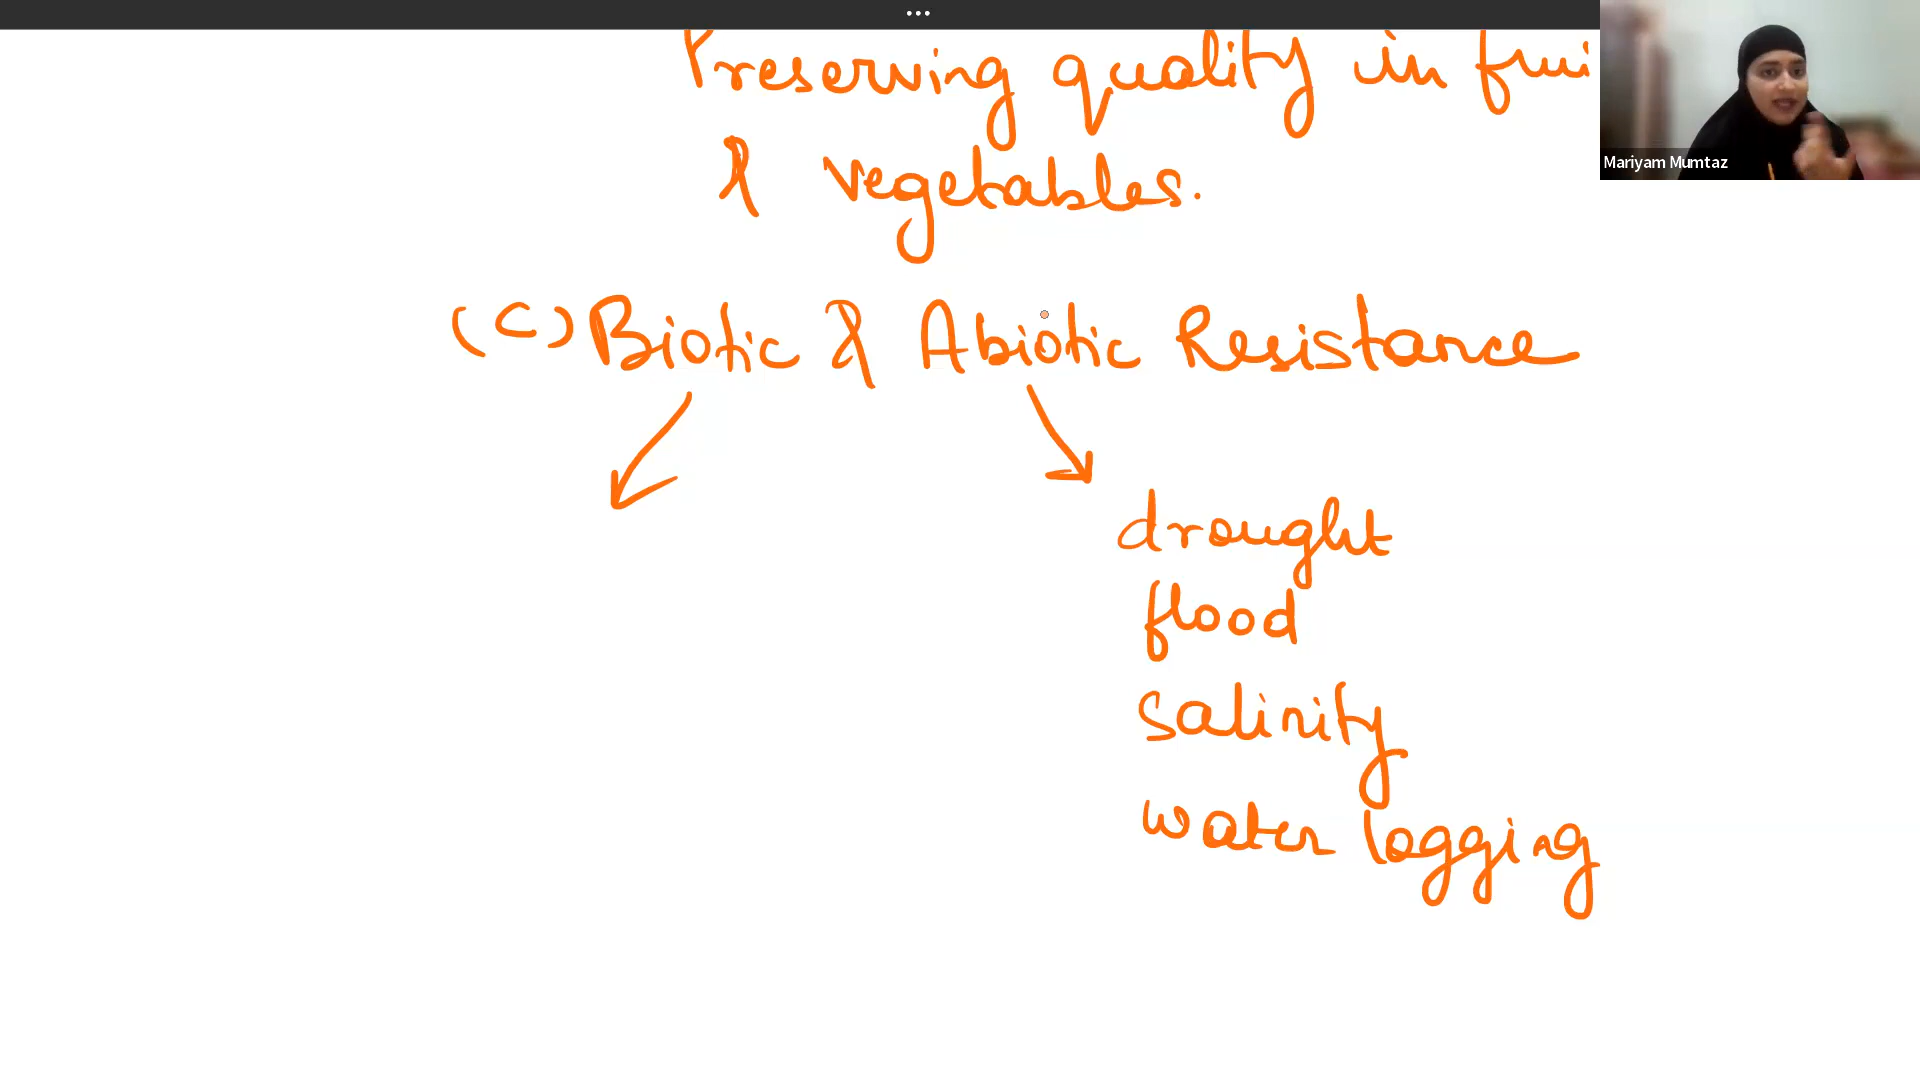 Preserving quality in frui
& vegetables.
Mariyam Mumtaz
(C) Biotic & Abiotic Resistance
drought
flood
salinity
water logging